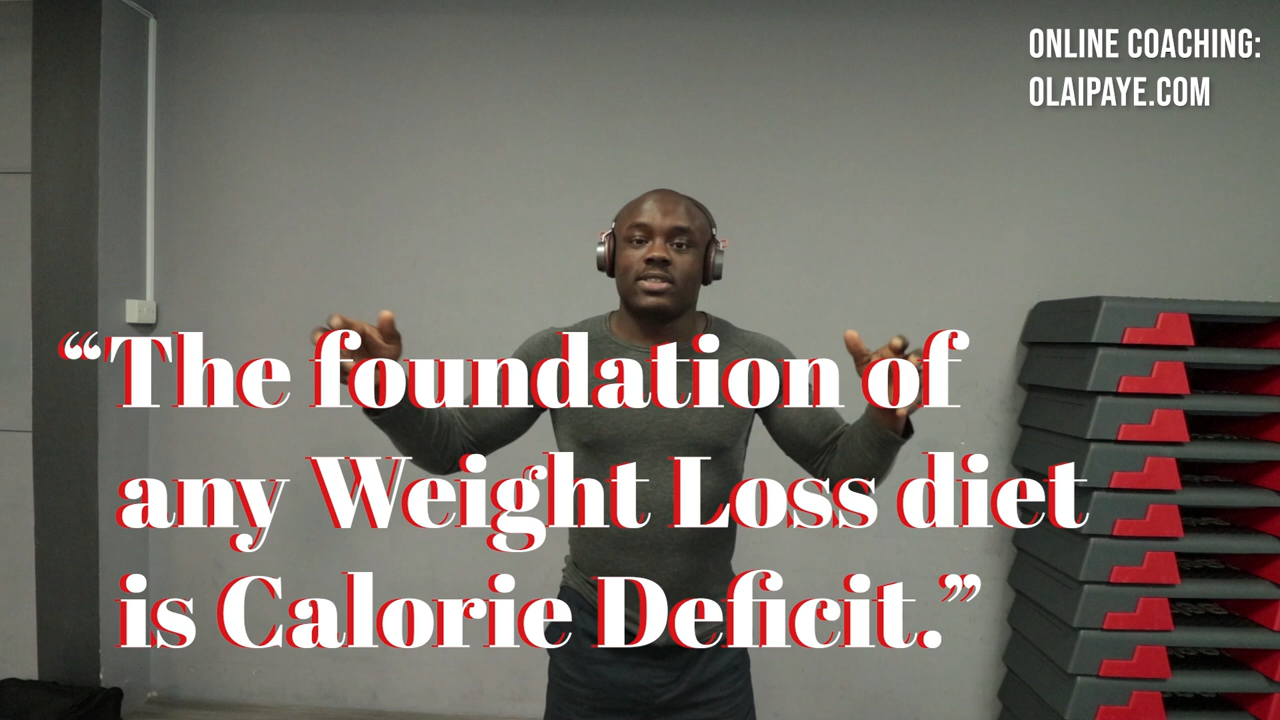 ONLINE COACHING:
OLAIPAYE.COM
“The foundation of
any Weight Loss diet
is Calorie Deficit.”